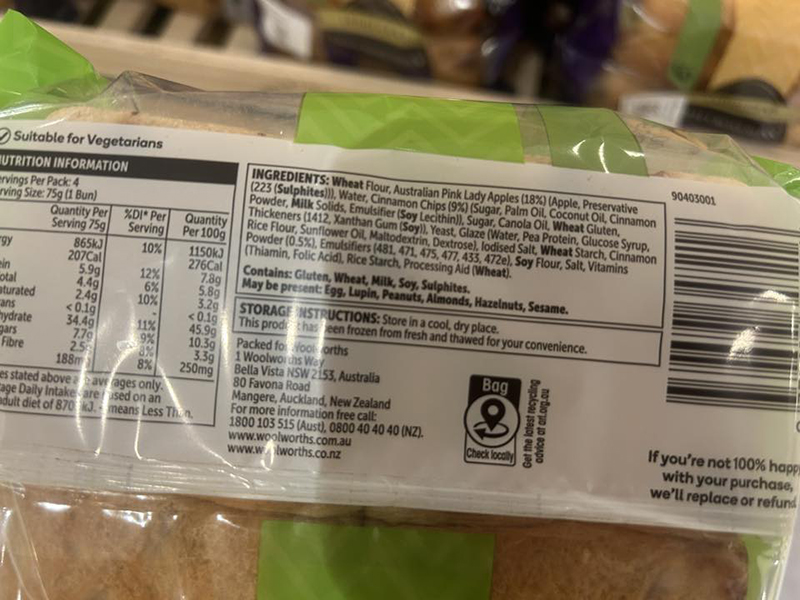 Suitable for Vegetarians
NUTRITION INFORMATION
Servings Per Pack: 4
Serving Size: 75g (1 Bun)
Quantity Per Serving 75g %DI* Per Serving Quantity Per 100g
865kJ 10% 1150kJ
207Cal 276Cal
5.9g 12% 7.8g
4.4g 6% 5.8g
2.4g 10% 3.2g
<0.1g - <0.1g
34.4g 11% 45.9g
7.7g 9% 10.3g
Fibre 2.5g 8% 3.3g
188mg 8% 250mg
stated above are averages only.
Daily Intakes are based on an
adult diet of 8700kJ. < means Less Than.
INGREDIENTS: Wheat Flour, Australian Pink Lady Apples (18%) (Apple, Preservative
(223 (Sulphites))), Water, Cinnamon Chips (9%) (Sugar, Palm Oil, Coconut Oil, Cinnamon
Powder, Milk Solids, Emulsifier (Soy Lecithin)), Sugar, Canola Oil, Wheat Gluten,
Thickeners (1412, Xanthan Gum (Soy)), Yeast, Glaze (Water, Pea Protein, Glucose Syrup,
Rice Flour, Sunflower Oil, Maltodextrin, Dextrose), Iodised Salt, Wheat Starch, Cinnamon
Powder (0.5%), Emulsifiers (481, 471, 475, 477, 433, 472e), Soy Flour, Salt, Vitamins
(Thiamin, Folic Acid), Rice Starch, Processing Aid (Wheat).
Contains: Gluten, Wheat, Milk, Soy, Sulphites.
May be present: Egg, Lupin, Peanuts, Almonds, Hazelnuts, Sesame.
STORAGE INSTRUCTIONS: Store in a cool, dry place.
This product has been frozen from fresh and thawed for your convenience.
Packed for Woolworths
1 Woolworths Way
Bella Vista NSW 2153, Australia
80 Favona Road
Mangere, Auckland, New Zealand
For more information free call:
1800 103 515 (Aust), 0800 40 40 40 (NZ).
www.woolworths.com.au
www.woolworths.co.nz
Bag
Check locally
Get the latest recycling
advice at arl.org.au
90403001
If you're not 100% happy
with your purchase,
we'll replace or refund